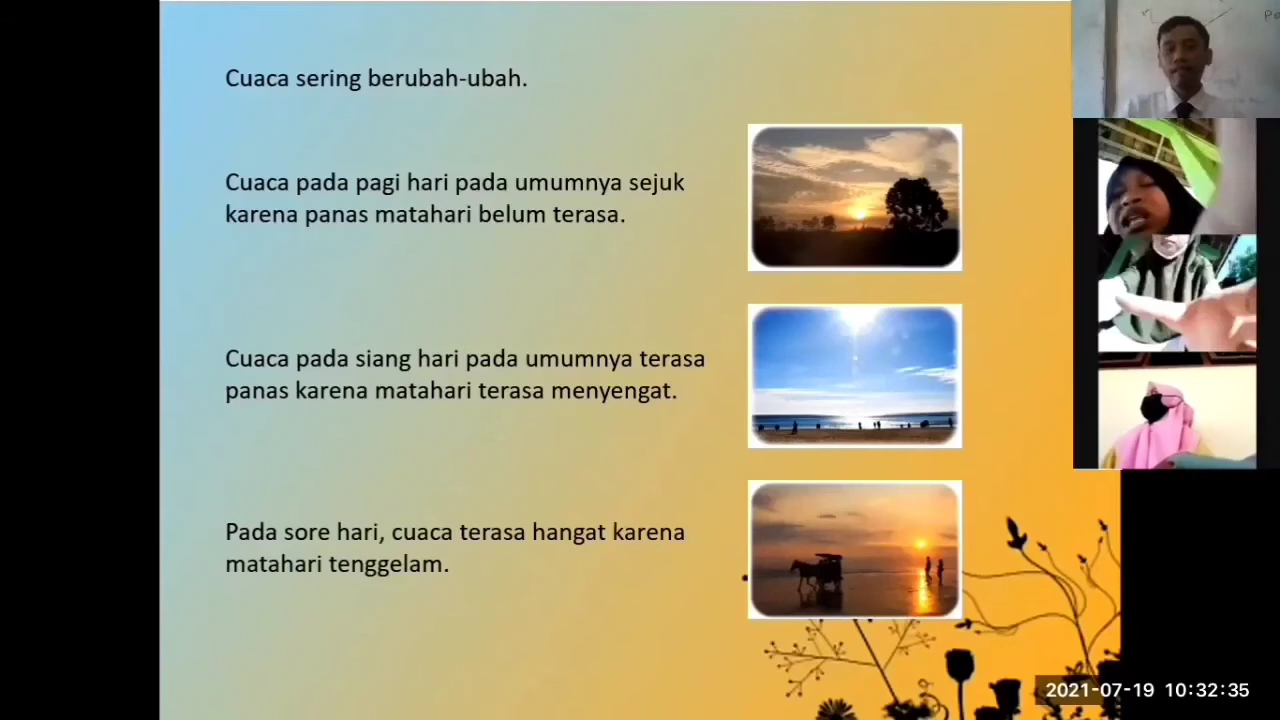 Cuaca sering berubah-ubah.
Cuaca pada pagi hari pada umumnya sejuk
karena panas matahari belum terasa.
Cuaca pada siang hari pada umumnya terasa
panas karena matahari terasa menyengat.
Pada sore hari, cuaca terasa hangat karena
matahari tenggelam.
2021-07-19 10:32:35